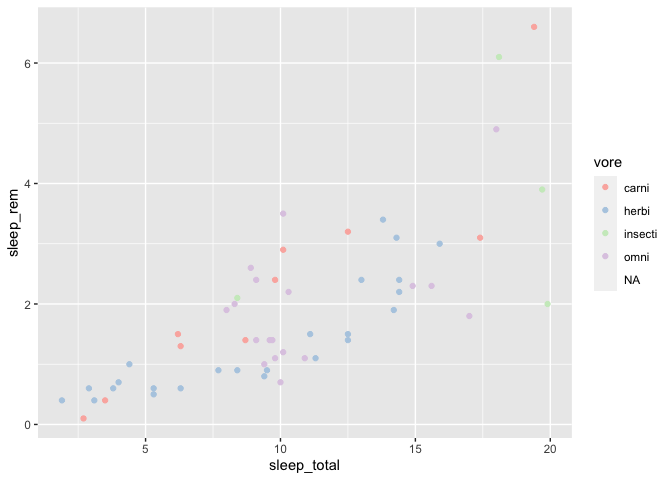 6
4
2
0
sleep_rem
5
10
15
20
sleep_total
vore
carni
herbi
insecti
omni
NA